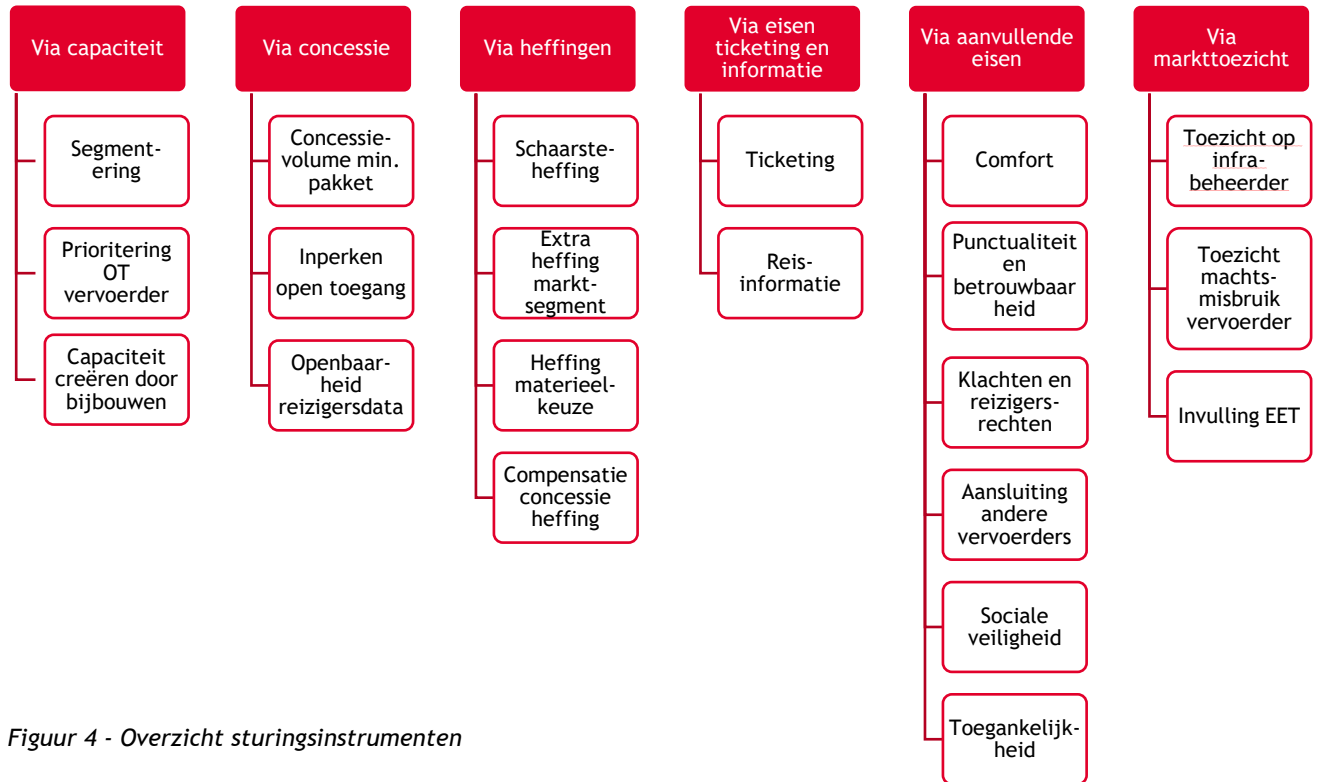 Via capaciteit
Segment-
ering
Prioritering
OT
vervoerder
Capaciteit
creëren door
bijbouwen
Via concessie
Concessie-
volume min.
pakket
Inperken
open toegang
Openbaar-
heid
reizigersdata
Via heffingen
Schaarste-
heffing
Extra
heffing
markt-
segment
Heffing
materieel-
keuze
Compensatie
concessie
heffing
Via eisen
ticketing en
informatie
Ticketing
Reis-
informatie
Via aanvullende
eisen
Comfort
Punctualiteit
en
betrouwbaar
heid
Klachten en
reizigers-
rechten
Aansluiting
andere
vervoerders
Sociale
veiligheid
Toegankelijk-
heid
Via
markttoezicht
Toezicht op
infra-
beheerder
Toezicht
machts-
misbruik
vervoerder
Invulling EET
Figuur 4 - Overzicht sturingsinstrumenten